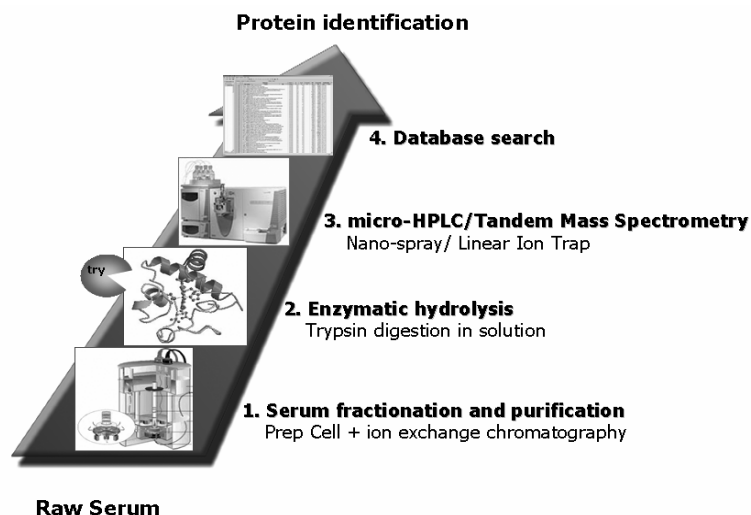 Protein identification
4. Database search
3. micro-HPLC/Tandem Mass Spectrometry
Nano-spray/ Linear Ion Trap
try
2. Enzymatic hydrolysis
Trypsin digestion in solution
1. Serum fractionation and purification
Prep Cell + ion exchange chromatography
Raw Serum